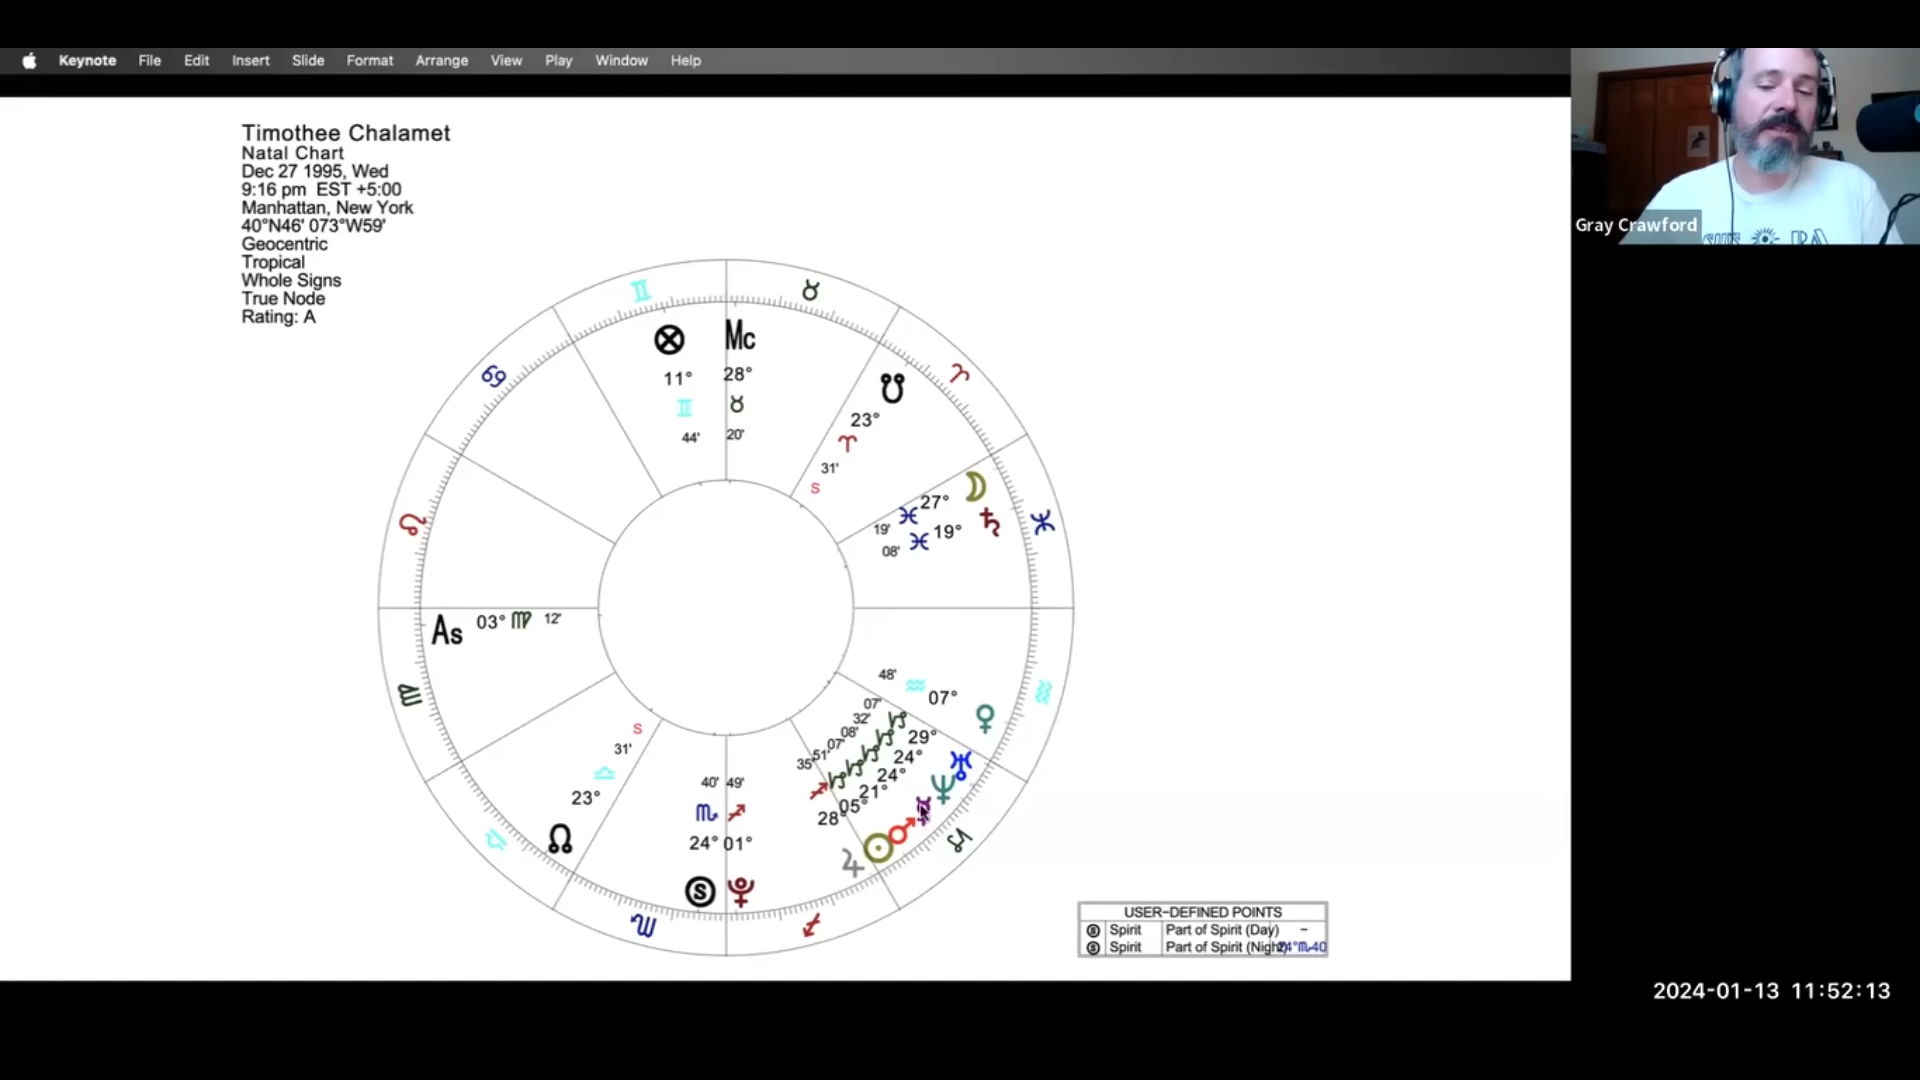 Keynote File Edit Insert Slide Format Arrange View Play Window Help
Gray Crawford
Timothee Chalamet
Natal Chart
Dec 27 1995, Wed
9:16 pm EST +5:00
Manhattan, New York
40°N46' 073°W59'
Geocentric
Tropical
Whole Signs
True Node
Rating: A
♊ ♉
⊗ Mc
11° 28°
♊ ♉
44' 20'
♋ ♈
☋
23°
♈
31'
S
♌ ♓
☽
27° ♓ 19'
♄
19° ♓ 08'
As 03° ♍ 12'
♍ ♒
48' ♒ 07° ♀
07' ♑ 29° ♅
32' ♑ 24° ♆
08' ♑ 24° ☿
07' ♑ 21° ♂
51' ♑ 05° ☉
35' ♐ 28° ♃
♑
S
31'
♎
23°
☊
♎
40' 49'
♏ ♐
24° 01°
Ⓢ ♇
♏ ♐
USER-DEFINED POINTS
Ⓢ Spirit Part of Spirit (Day) –
Ⓢ Spirit Part of Spirit (Night) 24°♏40
2024-01-13 11:52:13